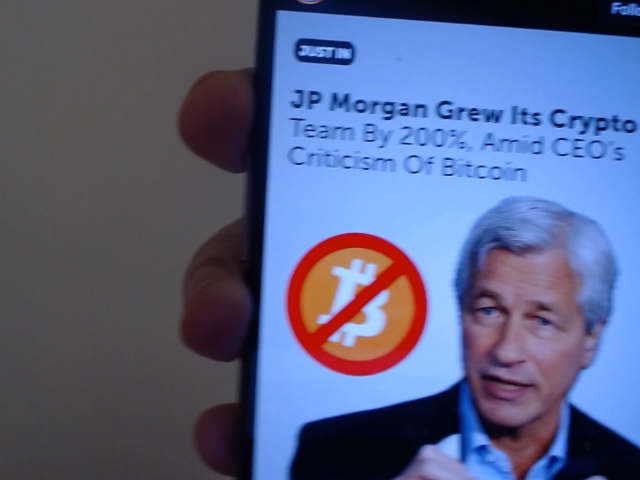 Follo
JUST IN
JP Morgan Grew Its Crypto
Team By 200%, Amid CEO's
Criticism Of Bitcoin